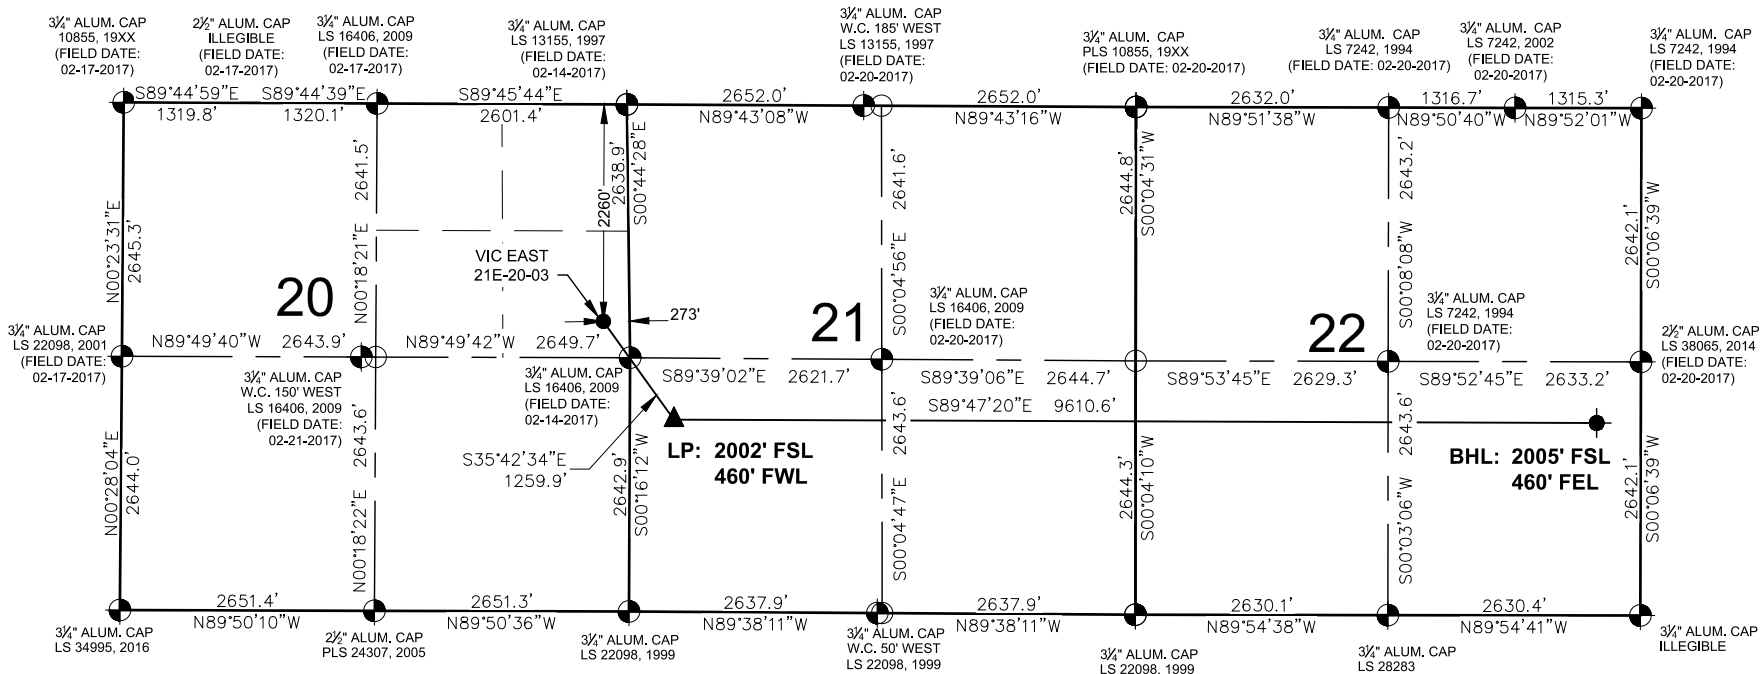 3¼" ALUM. CAP
10855, 19XX
(FIELD DATE:
02-17-2017)
2½" ALUM. CAP
ILLEGIBLE
(FIELD DATE:
02-17-2017)
3¼" ALUM. CAP
LS 16406, 2009
(FIELD DATE:
02-17-2017)
3¼" ALUM. CAP
LS 13155, 1997
(FIELD DATE:
02-14-2017)
3¼" ALUM. CAP
W.C. 185' WEST
LS 13155, 1997
(FIELD DATE:
02-20-2017)
3¼" ALUM. CAP
PLS 10855, 19XX
(FIELD DATE: 02-20-2017)
3¼" ALUM. CAP
LS 7242, 1994
(FIELD DATE: 02-20-2017)
3¼" ALUM. CAP
LS 7242, 2002
(FIELD DATE:
02-20-2017)
3¼" ALUM. CAP
LS 7242, 1994
(FIELD DATE:
02-20-2017)
S89°44'59"E
1319.8'
S89°44'39"E
1320.1'
S89°45'44"E
2601.4'
2652.0'
N89°43'08"W
2652.0'
N89°43'16"W
2632.0'
N89°51'38"W
1316.7'
N89°50'40"W
1315.3'
N89°52'01"W
N00°23'31"E
2645.3'
N00°18'21"E
2641.5'
2260'
2638.9'
S00°44'28"E
S00°04'56"E
2641.6'
2644.8'
S00°04'31"W
S00°08'08"W
2643.2'
2642.1'
S00°06'39"W
VIC EAST
21E-20-03
273'
20
21
22
3¼" ALUM. CAP
LS 22098, 2001
(FIELD DATE:
02-17-2017)
N89°49'40"W
2643.9'
N89°49'42"W
2649.7'
3¼" ALUM. CAP
LS 16406, 2009
(FIELD DATE:
02-20-2017)
3¼" ALUM. CAP
LS 7242, 1994
(FIELD DATE:
02-20-2017)
2½" ALUM. CAP
LS 38065, 2014
(FIELD DATE:
02-20-2017)
3¼" ALUM. CAP
W.C. 150' WEST
LS 16406, 2009
(FIELD DATE:
02-21-2017)
3¼" ALUM. CAP
LS 16406, 2009
(FIELD DATE:
02-14-2017)
S89°39'02"E
2621.7'
S89°39'06"E
2644.7'
S89°53'45"E
2629.3'
S89°52'45"E
2633.2'
S89°47'20"E
9610.6'
LP: 2002' FSL
460' FWL
BHL: 2005' FSL
460' FEL
S35°42'34"E
1259.9'
N00°28'04"E
2644.0'
N00°18'22"E
2643.6'
2642.9'
S00°16'12"W
S00°04'47"E
2643.6'
2644.3'
S00°04'10"W
S00°03'06"W
2643.6'
2642.1'
S00°06'39"W
2651.4'
N89°50'10"W
2651.3'
N89°50'36"W
2637.9'
N89°38'11"W
2637.9'
N89°38'11"W
2630.1'
N89°54'38"W
2630.4'
N89°54'41"W
3¼" ALUM. CAP
LS 34995, 2016
2½" ALUM. CAP
PLS 24307, 2005
3¼" ALUM. CAP
LS 22098, 1999
3¼" ALUM. CAP
W.C. 50' WEST
LS 22098, 1999
3¼" ALUM. CAP
LS 22098, 1999
3¼" ALUM. CAP
LS 28283
3¼" ALUM. CAP
ILLEGIBLE